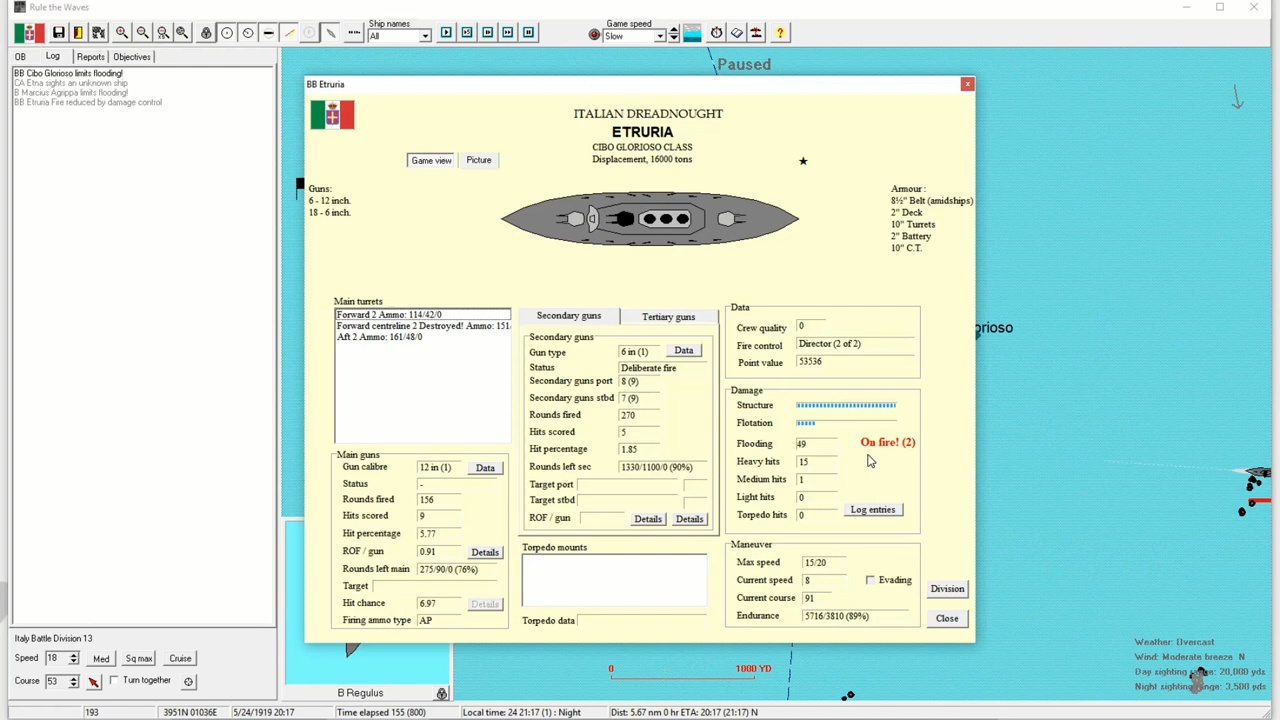 Rule the Waves
Ship names
All
Game speed
Slow
OB
Log
Reports
Objectives
Paused
BB Cibo Glorioso limits flooding!
CA Etna sights an unknown ship
B Marcius Agrippa limits flooding!
BB Etruria Fire reduced by damage control
BB Etruria
ITALIAN DREADNOUGHT
ETRURIA
CIBO GLORIOSO CLASS
Displacement, 16000 tons
Game view
Picture
Guns:
6 - 12 inch.
18 - 6 inch.
Armour :
8½" Belt (amidships)
2" Deck
10" Turrets
2" Battery
10" C.T.
Main turrets
Forward 2 Ammo: 114/42/0
Forward centreline 2 Destroyed! Ammo: 151/
Aft 2 Ammo: 161/48/0
Main guns
Gun calibre 12 in (1) Data
Status -
Rounds fired 156
Hits scored 9
Hit percentage 5.77
ROF / gun 0.91 Details
Rounds left main 275/90/0 (76%)
Target
Hit chance 6.97 Details
Firing ammo type AP
Secondary guns
Tertiary guns
Secondary guns
Gun type 6 in (1) Data
Status Deliberate fire
Secondary guns port 8 (9)
Secondary guns stbd 7 (9)
Rounds fired 270
Hits scored 5
Hit percentage 1.85
Rounds left sec 1330/1100/0 (90%)
Target port
Target stbd
ROF / gun Details Details
Torpedo mounts
Torpedo data
Data
Crew quality 0
Fire control Director (2 of 2)
Point value 53536
Damage
Structure
Flotation
Flooding 49 On fire! (2)
Heavy hits 15
Medium hits 1
Light hits 0
Log entries
Torpedo hits 0
Maneuver
Max speed 15/20
Current speed 8 Evading
Current course 91
Endurance 5716/3810 (89%)
Division
Close
orioso
Italy Battle Division 13
Speed 18 Med Sq max Cruise
Course 53 Turn together
B Regulus
0 1000 YD
Weather: Overcast
Wind: Moderate breeze N
Day sighting range: 20,000 yds
Night sighting range: 3,500 yds
193
3951N 01036E
5/24/1919 20:17
Time elapsed 155 (800)
Local time: 24 21:17 (1) : Night
Dist: 5.67 nm 0 hr ETA: 20:17 (21:17) N